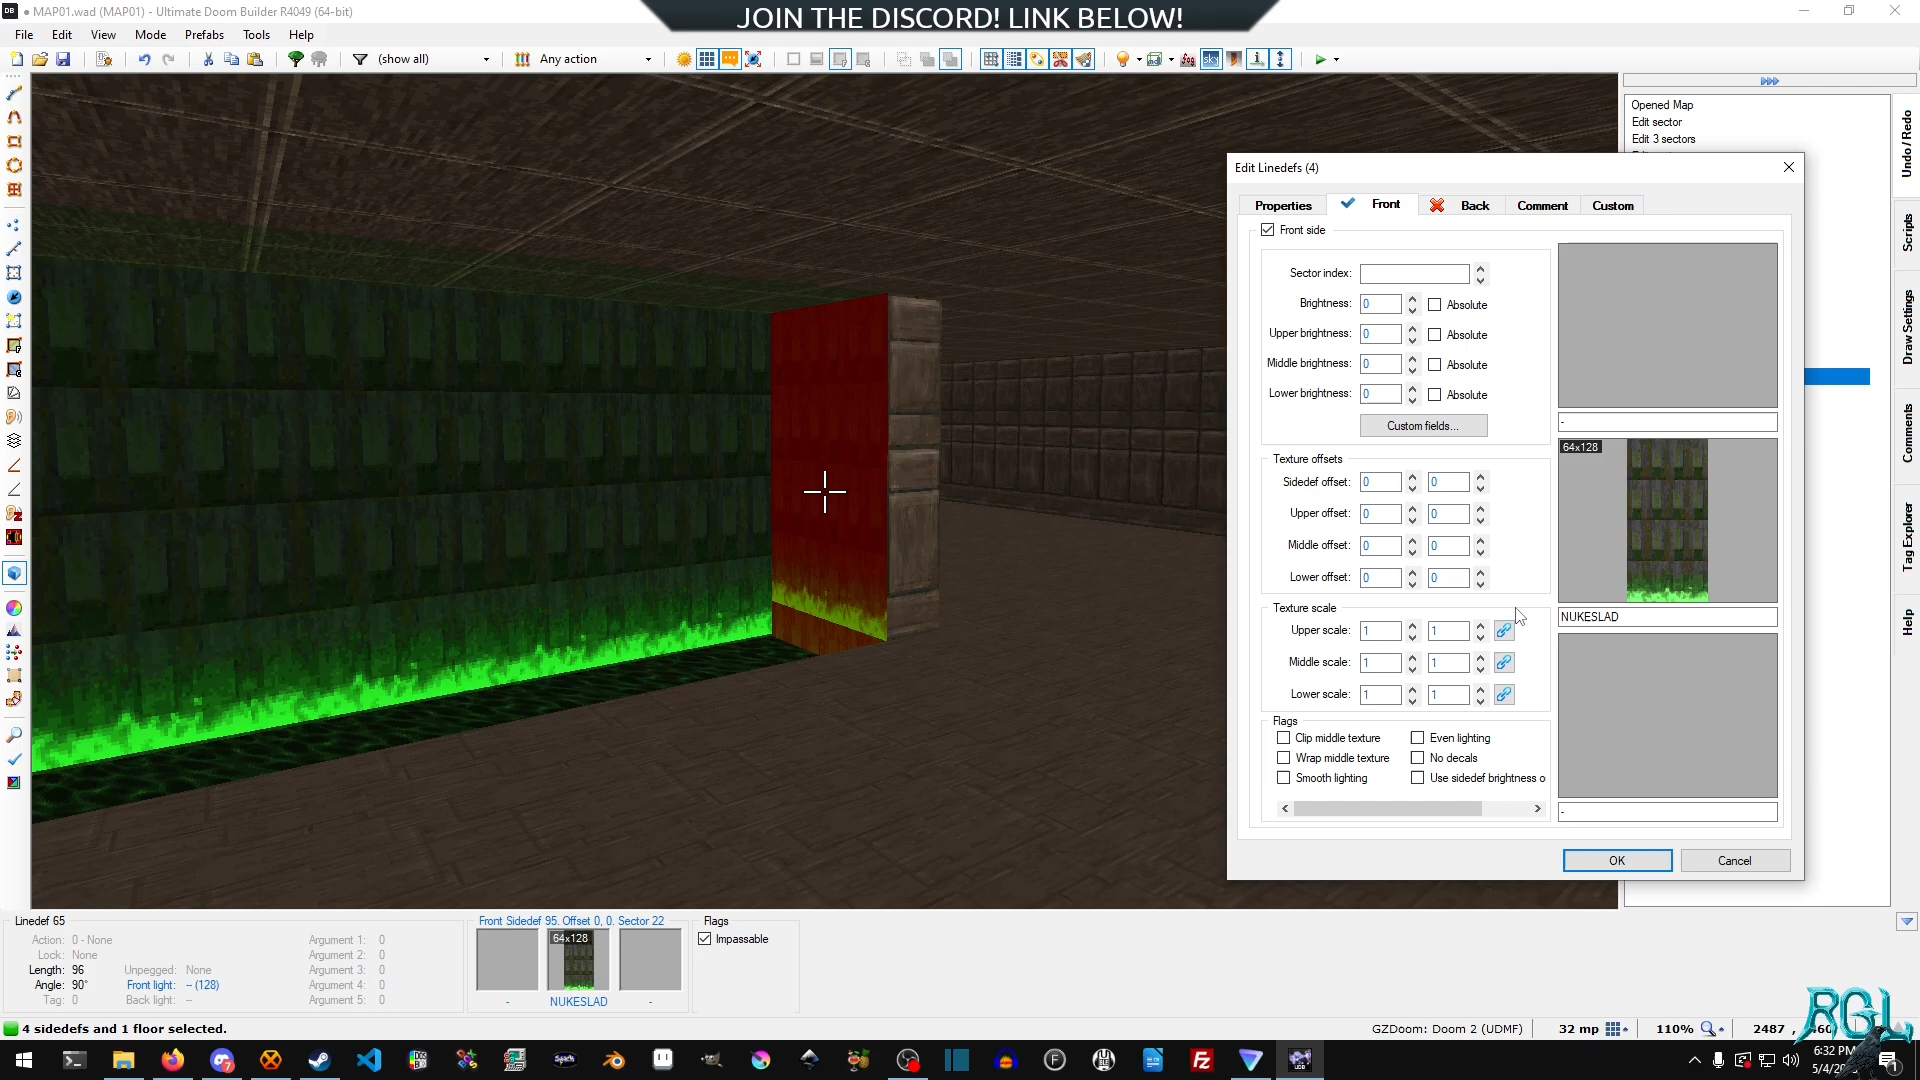 JOIN THE DISCORD! LINK BELOW!
DB • MAP01.wad (MAP01) - Ultimate Doom Builder R4049 (64-bit)
File Edit View Mode Prefabs Tools Help
(show all) Any action
Opened Map
Edit sector
Edit 3 sectors
Undo / Redo
Scripts
Draw Settings
Comments
Tag Explorer
Help
Edit Linedefs (4)
Properties Front Back Comment Custom
Front side
Sector index:
Brightness: 0 Absolute
Upper brightness: 0 Absolute
Middle brightness: 0 Absolute
Lower brightness: 0 Absolute
Custom fields...
-
64x128
Texture offsets
Sidedef offset: 0 0
Upper offset: 0 0
Middle offset: 0 0
Lower offset: 0 0
NUKESLAD
Texture scale
Upper scale: 1 1
Middle scale: 1 1
Lower scale: 1 1
Flags
Clip middle texture Even lighting
Wrap middle texture No decals
Smooth lighting Use sidedef brightness o
-
OK Cancel
Linedef 65
Action: 0 - None Argument 1: 0
Lock: None Argument 2: 0
Length: 96 Unpegged: None Argument 3: 0
Angle: 90° Front light: -- (128) Argument 4: 0
Tag: 0 Back light: -- Argument 5: 0
Front Sidedef 95. Offset 0, 0. Sector 22
64x128
- NUKESLAD -
Flags
Impassable
4 sidedefs and 1 floor selected.
GZDoom: Doom 2 (UDMF) 32 mp 110% 2487 ,
RGL
6:32 PM
1